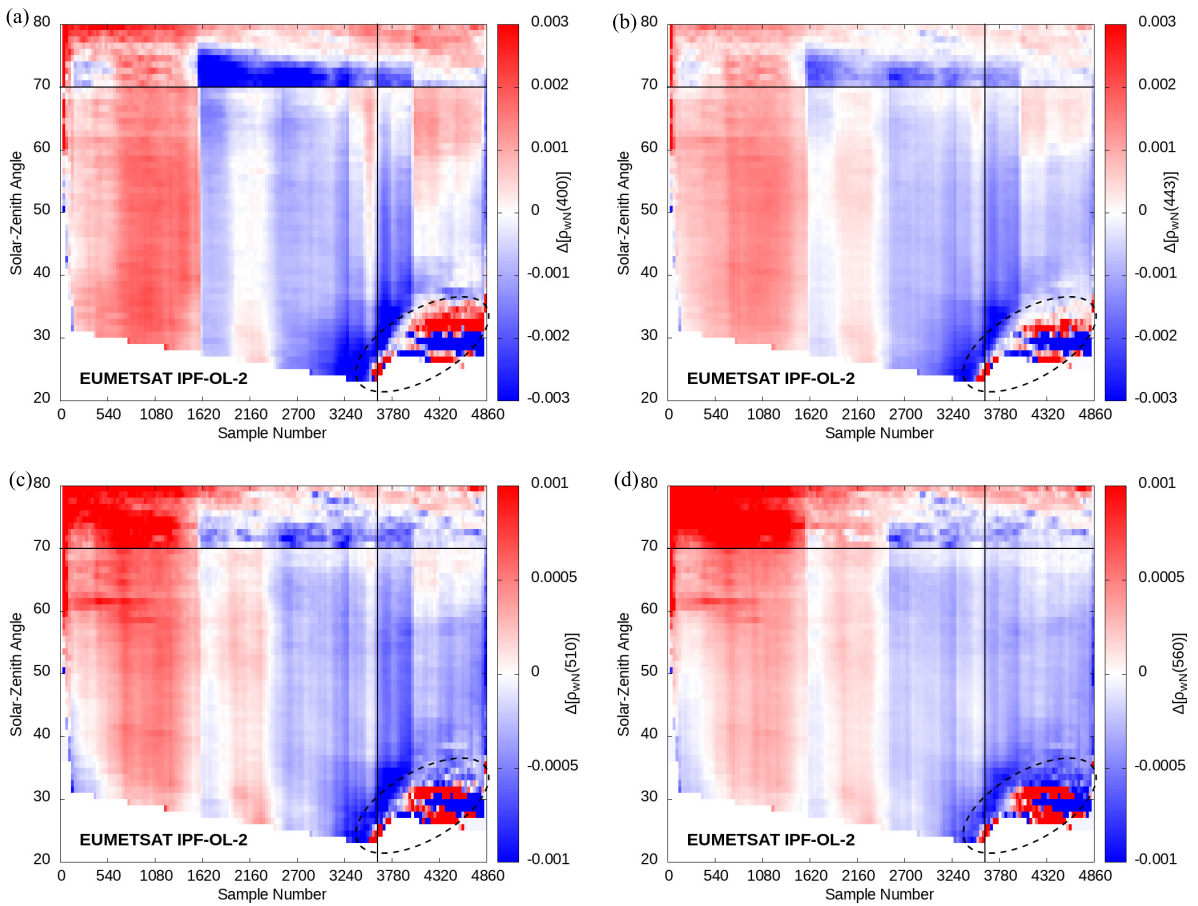 (a)
80
70
60
50
40
30
20
Solar-Zenith Angle
EUMETSAT IPF-OL-2
0 540 1080 1620 2160 2700 3240 3780 4320 4860
Sample Number
0.003
0.002
0.001
0
-0.001
-0.002
-0.003
Δ[ρwN(400)]
(b)
80
70
60
50
40
30
20
Solar-Zenith Angle
EUMETSAT IPF-OL-2
0 540 1080 1620 2160 2700 3240 3780 4320 4860
Sample Number
0.003
0.002
0.001
0
-0.001
-0.002
-0.003
Δ[ρwN(443)]
(c)
80
70
60
50
40
30
20
Solar-Zenith Angle
EUMETSAT IPF-OL-2
0 540 1080 1620 2160 2700 3240 3780 4320 4860
Sample Number
0.001
0.0005
0
-0.0005
-0.001
Δ[ρwN(510)]
(d)
80
70
60
50
40
30
20
Solar-Zenith Angle
EUMETSAT IPF-OL-2
0 540 1080 1620 2160 2700 3240 3780 4320 4860
Sample Number
0.001
0.0005
0
-0.0005
-0.001
Δ[ρwN(560)]